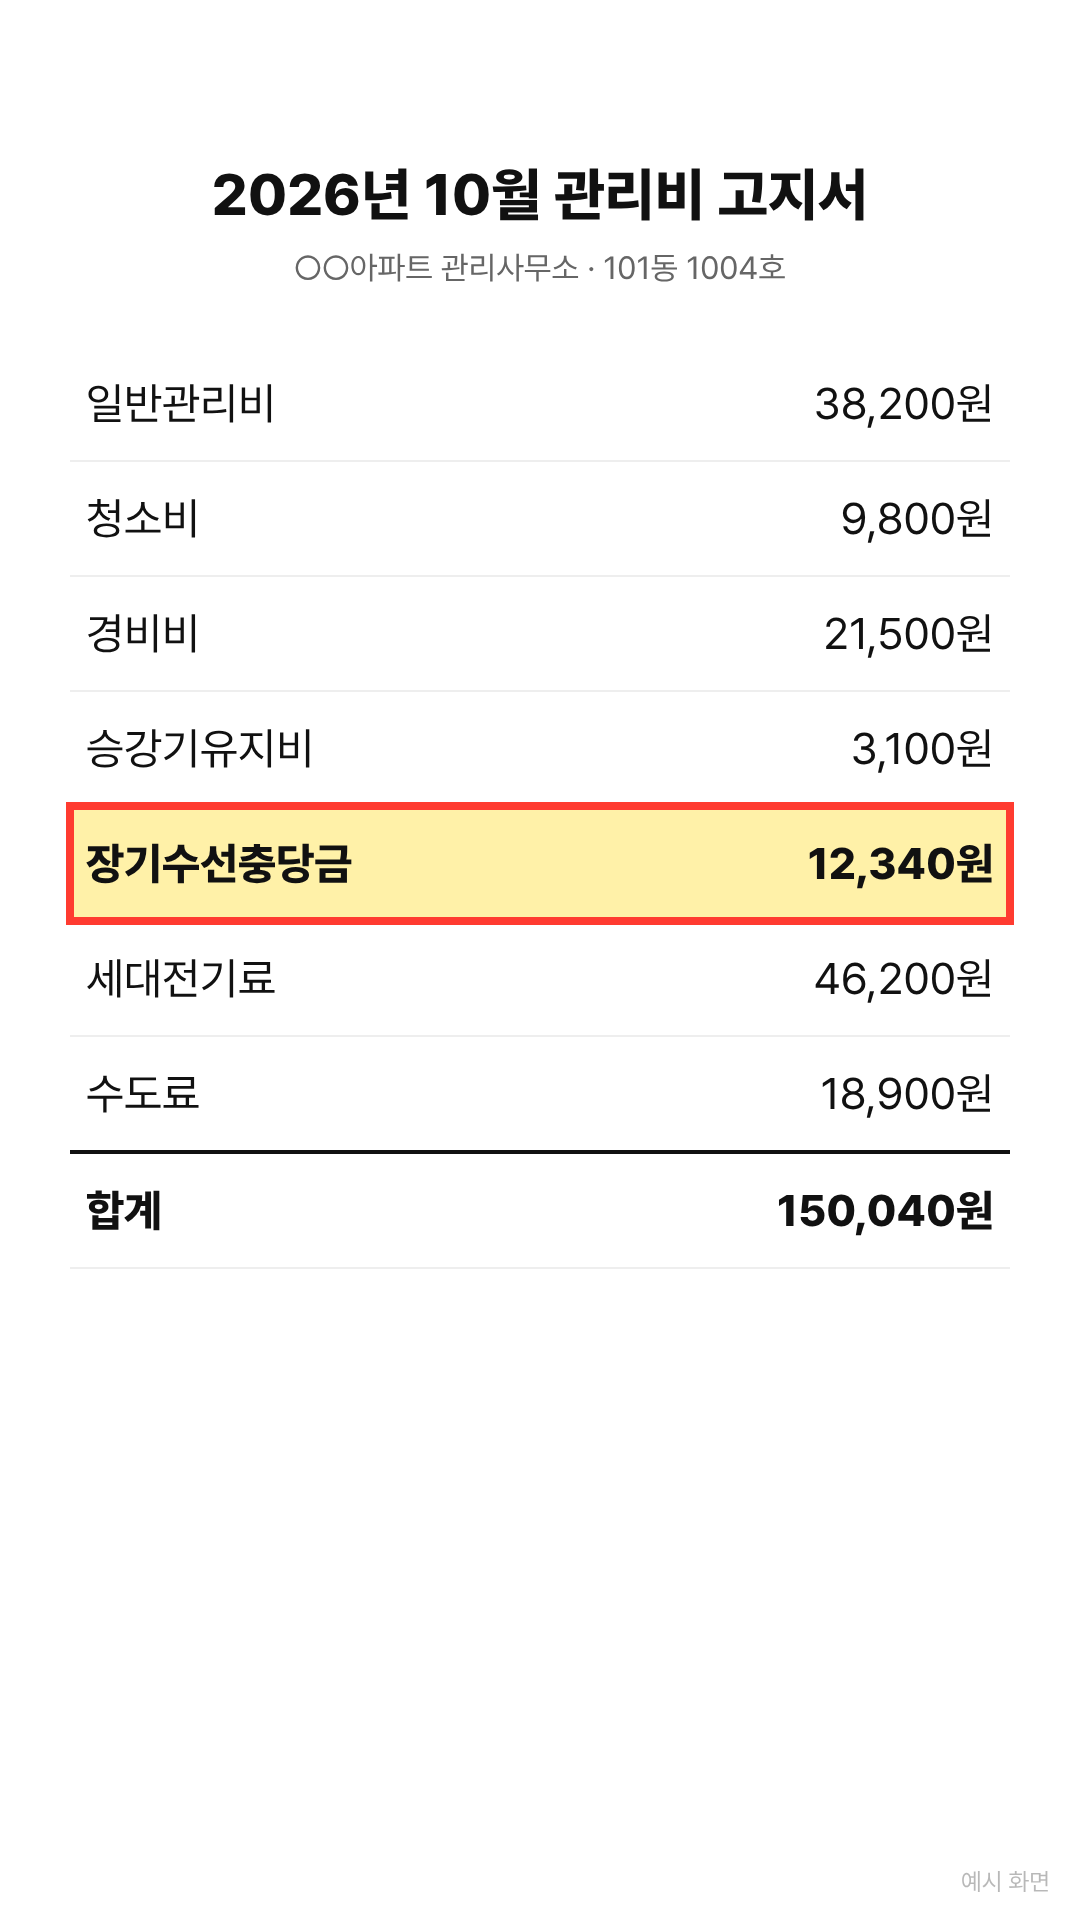 2026년 10월 관리비 고지서
○○아파트 관리사무소 · 101동 1004호
일반관리비 38,200원
청소비 9,800원
경비비 21,500원
승강기유지비 3,100원
장기수선충당금 12,340원
세대전기료 46,200원
수도료 18,900원
합계 150,040원
예시 화면